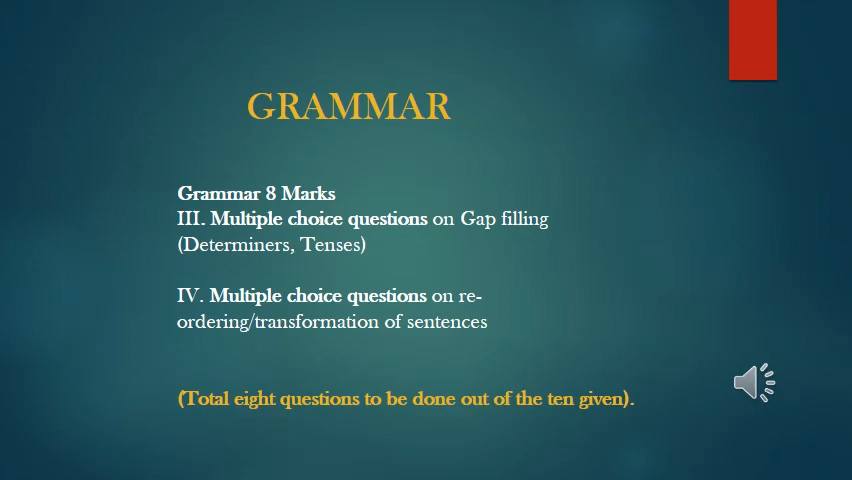 GRAMMAR
Grammar 8 Marks
III. Multiple choice questions on Gap filling
(Determiners, Tenses)
IV. Multiple choice questions on re-
ordering/transformation of sentences
(Total eight questions to be done out of the ten given).